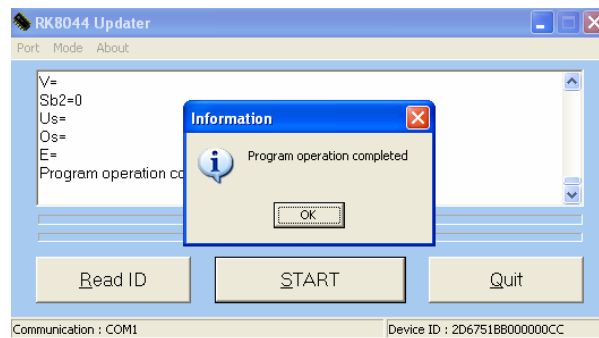 RK8044 Updater
Port Mode About
V=
Sb2=0
Us=
Os=
E=
Program operation co
Information
Program operation completed
OK
Read ID
START
Quit
Communication : COM1
Device ID : 2D6751BB000000CC